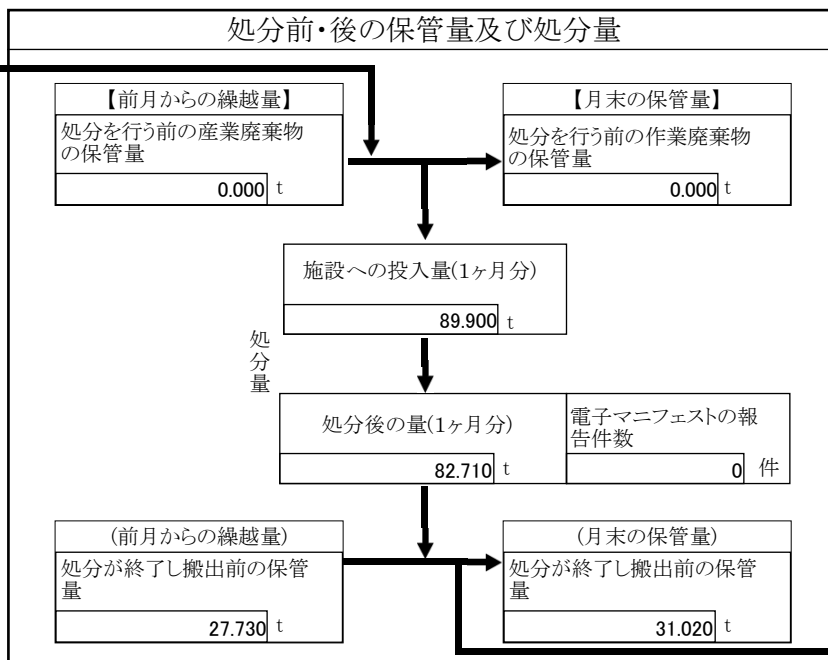 処分前・後の保管量及び処分量
【前月からの繰越量】
処分を行う前の産業廃棄物
の保管量
0.000 t
【月末の保管量】
処分を行う前の作業廃棄物
の保管量
0.000 t
施設への投入量(1ヶ月分)
89.900 t
処分量
処分後の量(1ヶ月分)
82.710 t
電子マニフェストの報
告件数
0 件
(前月からの繰越量)
処分が終了し搬出前の保管
量
27.730 t
(月末の保管量)
処分が終了し搬出前の保管
量
31.020 t